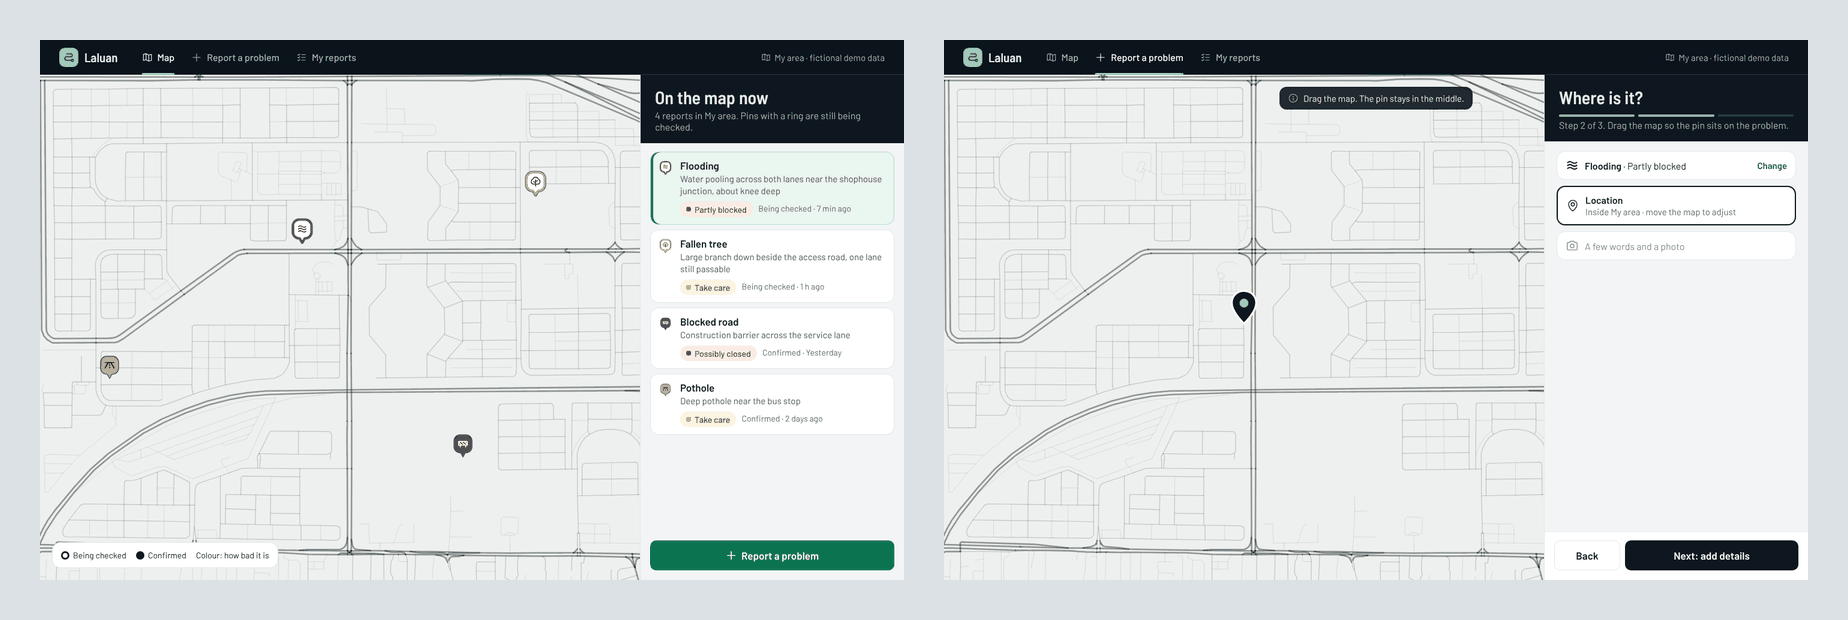 Laluan
Map
Report a problem
My reports
My area · fictional demo data
On the map now
4 reports in My area. Pins with a ring are still being
checked.
Flooding
Water pooling across both lanes near the shophouse
junction, about knee deep
Partly blocked
Being checked · 7 min ago
Fallen tree
Large branch down beside the access road, one lane
still passable
Take care
Being checked · 1 h ago
Blocked road
Construction barrier across the service lane
Possibly closed
Confirmed · Yesterday
Pothole
Deep pothole near the bus stop
Take care
Confirmed · 2 days ago
Being checked
Confirmed
Colour: how bad it is
Report a problem
Laluan
Map
Report a problem
My reports
My area · fictional demo data
Drag the map. The pin stays in the middle.
Where is it?
Step 2 of 3. Drag the map so the pin sits on the problem.
Flooding · Partly blocked
Change
Location
Inside My area · move the map to adjust
A few words and a photo
Back
Next: add details